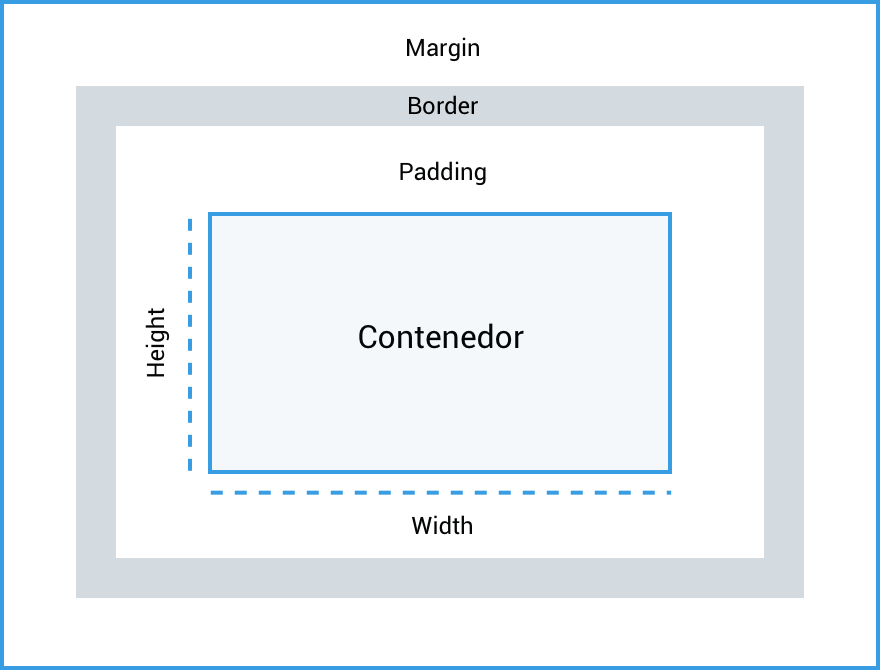 Margin
Border
Padding
Height
Contenedor
Width